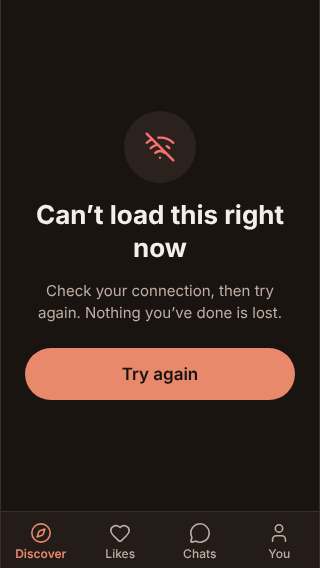 Can’t load this right
now
Check your connection, then try
again. Nothing you’ve done is lost.
Try again
Discover
Likes
Chats
You